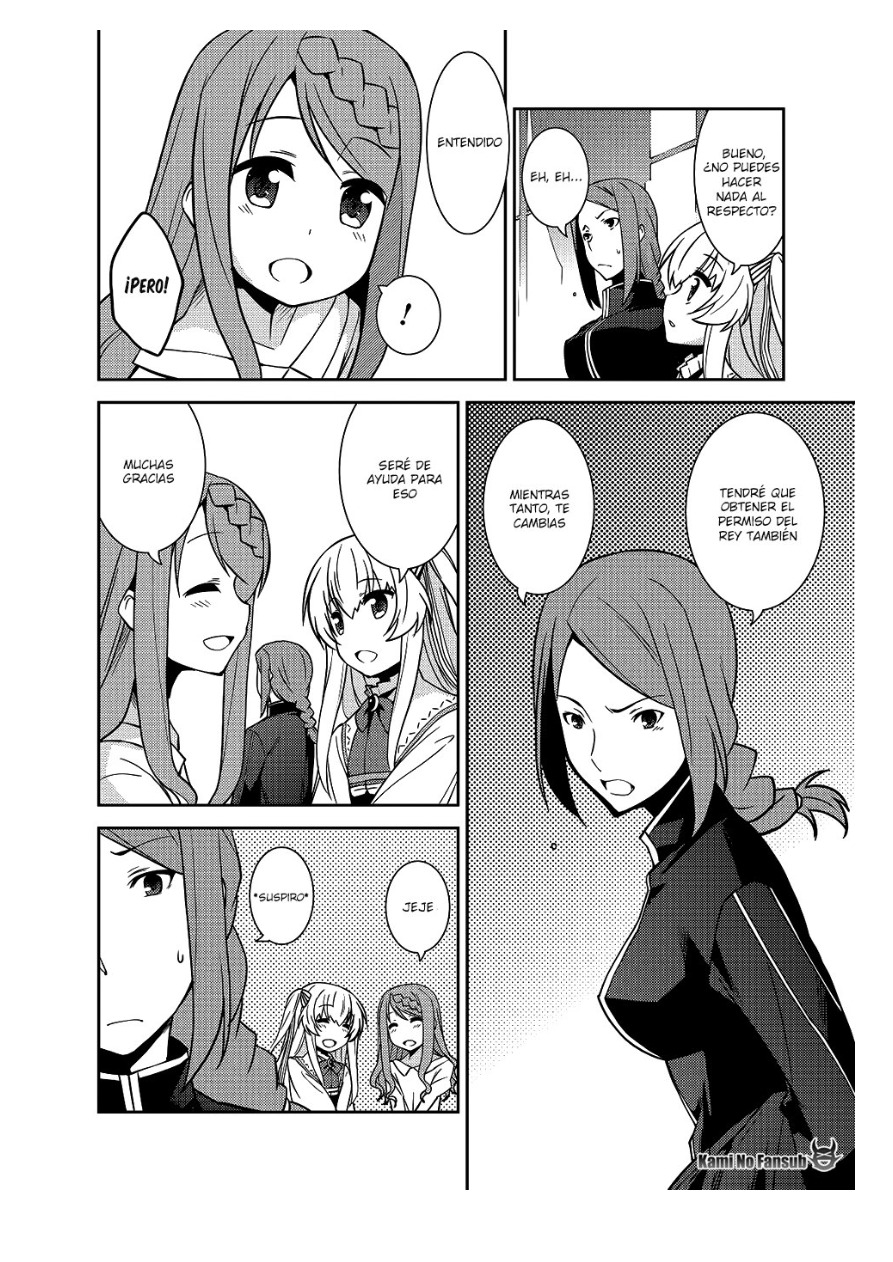 BUENO,
¿NO PUEDES
HACER
NADA AL
RESPECTO?
EH, EH...
ENTENDIDO
!
¡PERO!
TENDRÉ QUE
OBTENER EL
PERMISO DEL
REY TAMBIÉN
MIENTRAS
TANTO, TE
CAMBIAS
SERÉ DE
AYUDA PARA
ESO
MUCHAS
GRACIAS
JEJE
*SUSPIRO*
Kami No Fansub